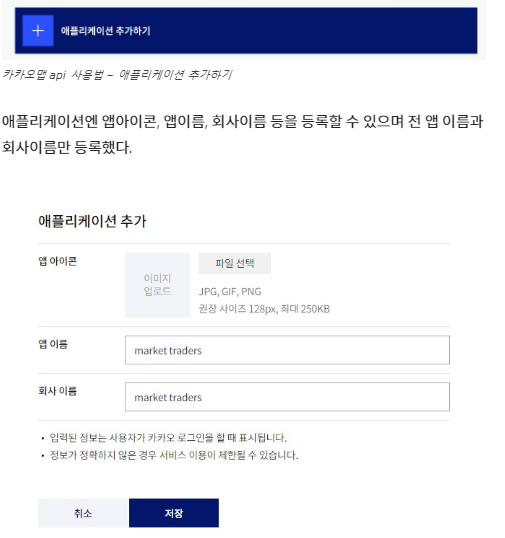 애플리케이션 추가하기
카카오맵 api 사용법 – 애플리케이션 추가하기
애플리케이션엔 앱아이콘, 앱이름, 회사이름 등을 등록할 수 있으며 전 앱 이름과
회사이름만 등록했다.
애플리케이션 추가
앱 아이콘
이미지
업로드
파일 선택
JPG, GIF, PNG
권장 사이즈 128px, 최대 250KB
앱 이름
market traders
회사 이름
market traders
• 입력된 정보는 사용자가 카카오 로그인을 할 때 표시됩니다.
• 정보가 정확하지 않은 경우 서비스 이용이 제한될 수 있습니다.
취소
저장